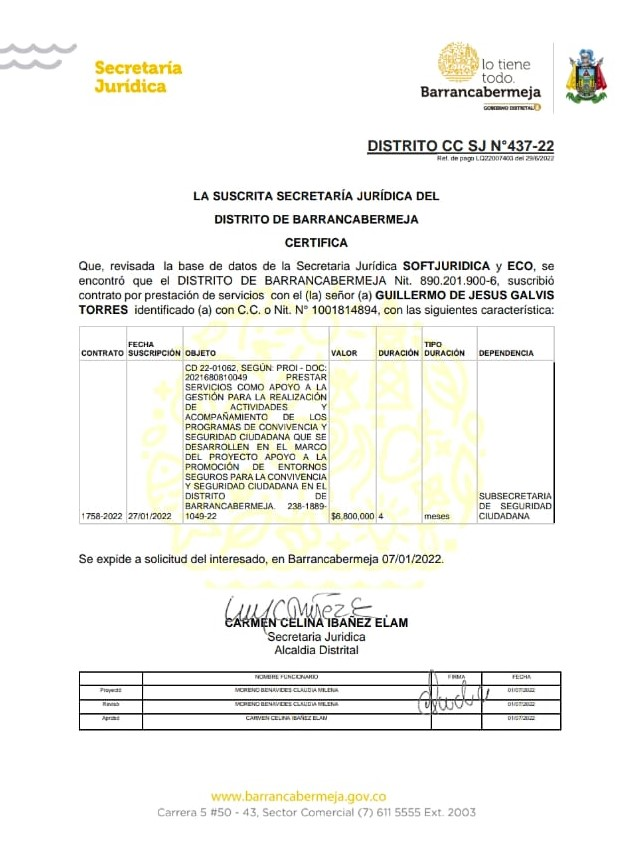 Secretaría
Jurídica
lo tiene
todo.
Barrancabermeja
GOBIERNO DISTRITAL
DISTRITO CC SJ N°437-22
Ref. de pago LQ22007403 del 29/6/2022
LA SUSCRITA SECRETARÍA JURÍDICA DEL
DISTRITO DE BARRANCABERMEJA
CERTIFICA
Que, revisada la base de datos de la Secretaria Jurídica SOFTJURIDICA y ECO, se
encontró que el DISTRITO DE BARRANCABERMEJA Nit. 890.201.900-6, suscribió
contrato por prestación de servicios con el (la) señor (a) GUILLERMO DE JESUS GALVIS
TORRES identificado (a) con C.C. o Nit. N° 1001814894, con las siguientes característica:
CONTRATO FECHA SUSCRIPCIÓN OBJETO VALOR DURACIÓN TIPO DURACIÓN DEPENDENCIA
CD 22-01062, SEGÚN: PROI - DOC:
2021680810049 PRESTAR
SERVICIOS COMO APOYO A LA
GESTIÓN PARA LA REALIZACIÓN
DE ACTIVIDADES Y
ACOMPAÑAMIENTO DE LOS
PROGRAMAS DE CONVIVENCIA Y
SEGURIDAD CIUDADANA QUE SE
DESARROLLEN EN EL MARCO
DEL PROYECTO APOYO A LA
PROMOCIÓN DE ENTORNOS
SEGUROS PARA LA CONVIVENCIA
Y SEGURIDAD CIUDADANA EN EL
DISTRITO DE
BARRANCABERMEJA. 238-1889-
1049-22
1758-2022 27/01/2022 $6,800,000 4 meses
SUBSECRETARIA
DE SEGURIDAD
CIUDADANA
Se expide a solicitud del interesado, en Barrancabermeja 07/01/2022.
CARMEN CELINA IBAÑEZ ELAM
Secretaria Juridica
Alcaldia Distrital
NOMBRE FUNCIONARIO FIRMA FECHA
Proyectó MORENO BENAVIDES CLAUDIA MILENA 01/07/2022
Revisó MORENO BENAVIDES CLAUDIA MILENA 01/07/2022
Aprobó CARMEN CELINA IBAÑEZ ELAM 01/07/2022
www.barrancabermeja.gov.co
Carrera 5 #50 - 43, Sector Comercial (7) 611 5555 Ext. 2003